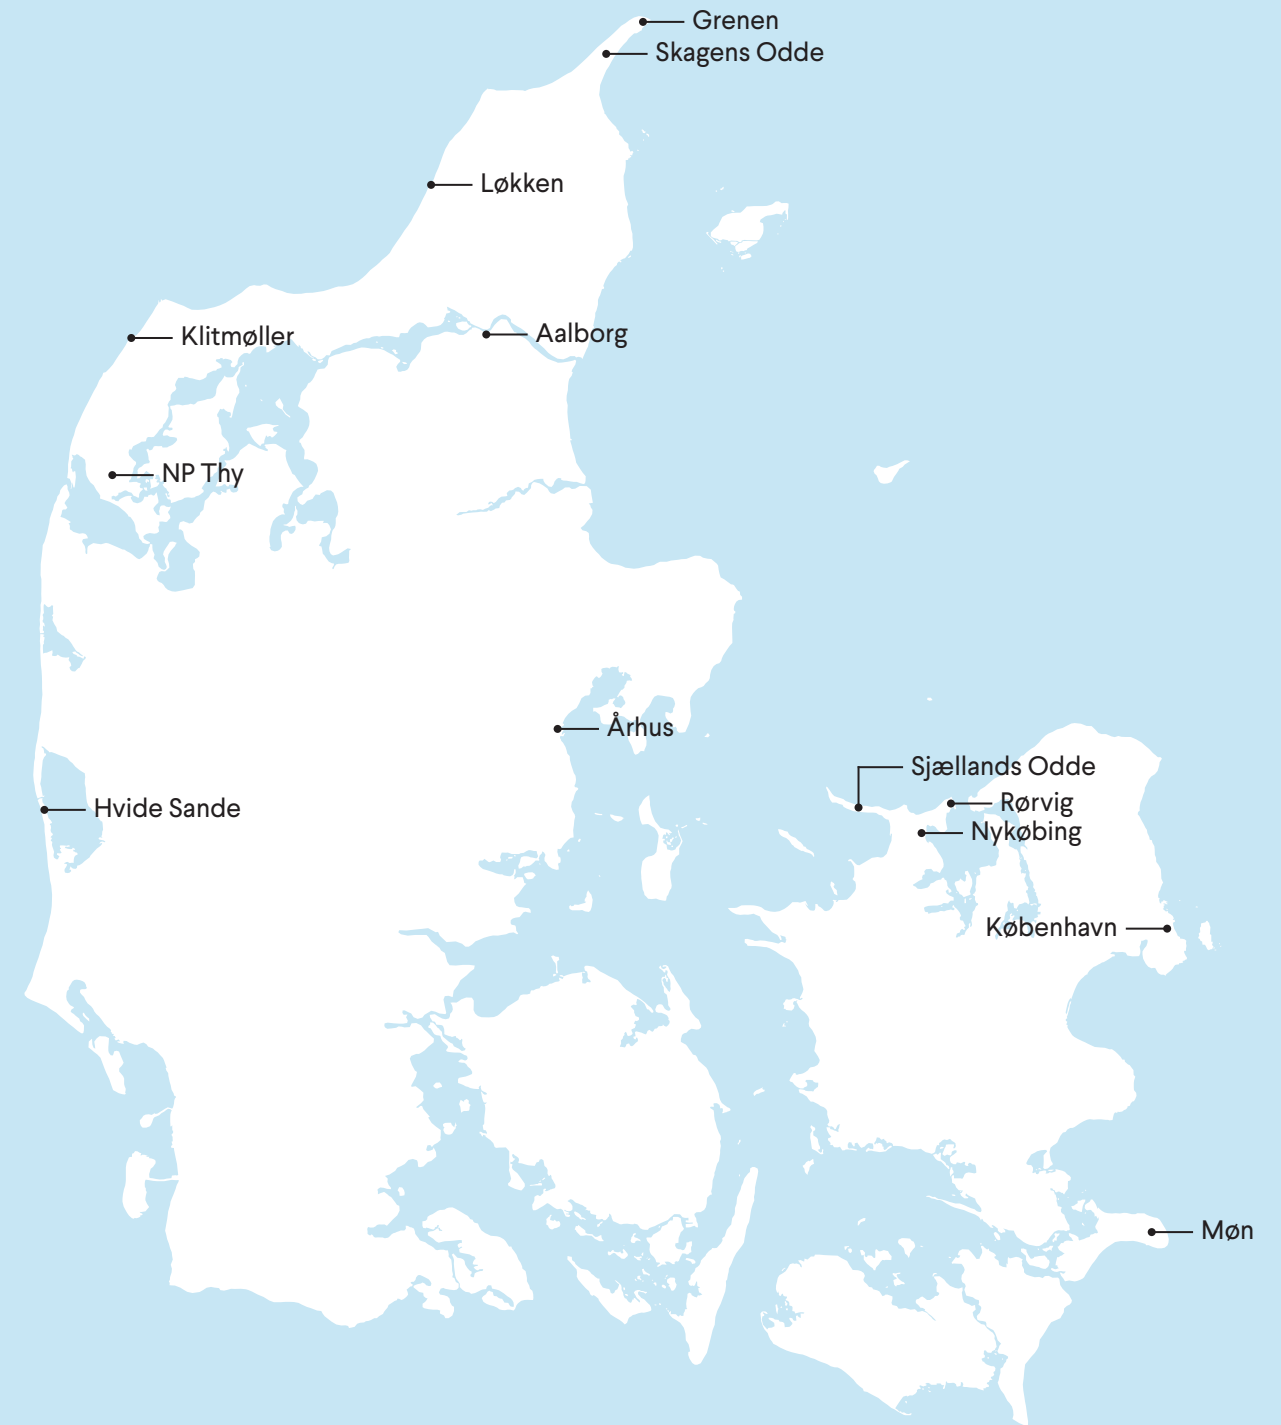 Grenen
Skagens Odde
Løkken
Klitmøller
Aalborg
NP Thy
Århus
Sjællands Odde
Hvide Sande
Rørvig
Nykøbing
København
Møn